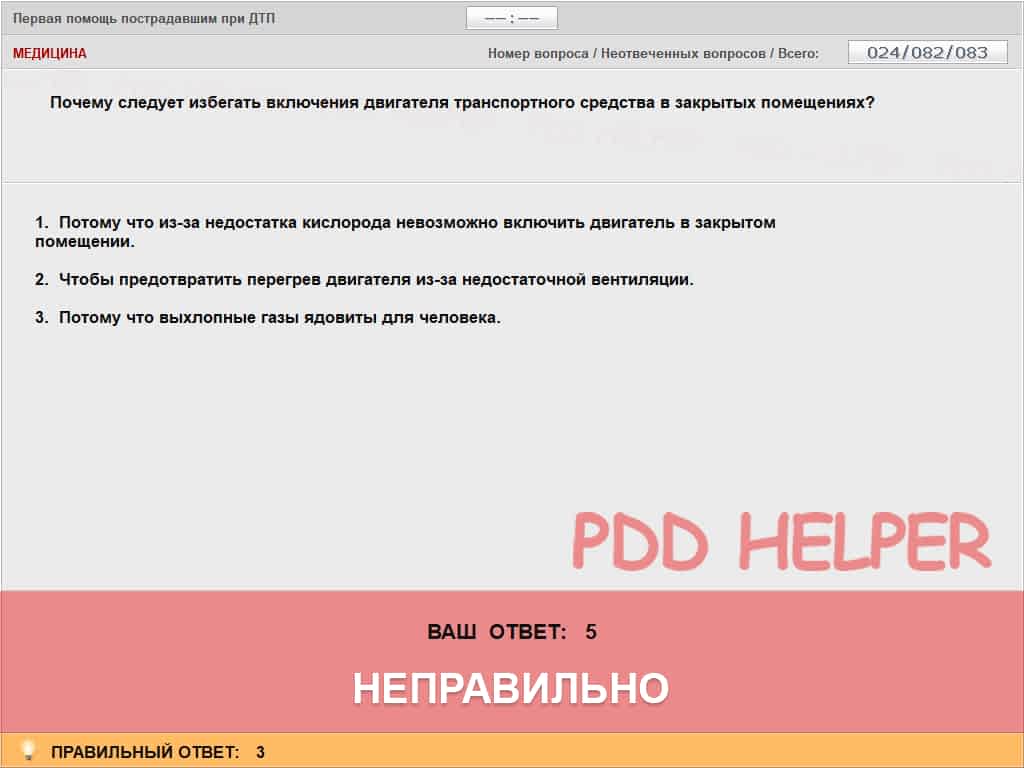 Первая помощь пострадавшим при ДТП
—— : ——
МЕДИЦИНА
Номер вопроса / Неотвеченных вопросов / Всего:
024/082/083
Почему следует избегать включения двигателя транспортного средства в закрытых помещениях?
1. Потому что из-за недостатка кислорода невозможно включить двигатель в закрытом
помещении.
2. Чтобы предотвратить перегрев двигателя из-за недостаточной вентиляции.
3. Потому что выхлопные газы ядовиты для человека.
PDD HELPER
ВАШ ОТВЕТ: 5
НЕПРАВИЛЬНО
ПРАВИЛЬНЫЙ ОТВЕТ: 3